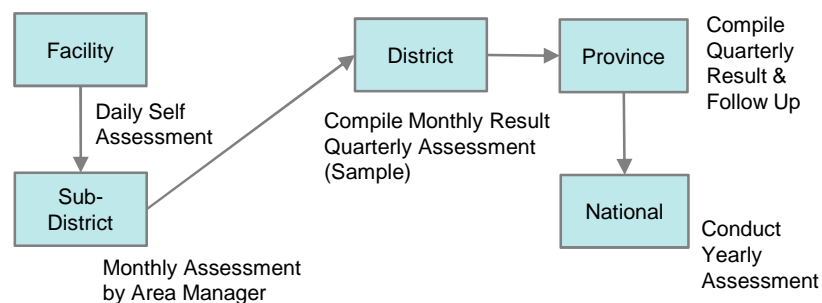 Facility
Daily Self
Assessment
Sub-
District
Monthly Assessment
by Area Manager
District
Compile Monthly Result
Quarterly Assessment
(Sample)
Province
Compile
Quarterly
Result &
Follow Up
National
Conduct
Yearly
Assessment